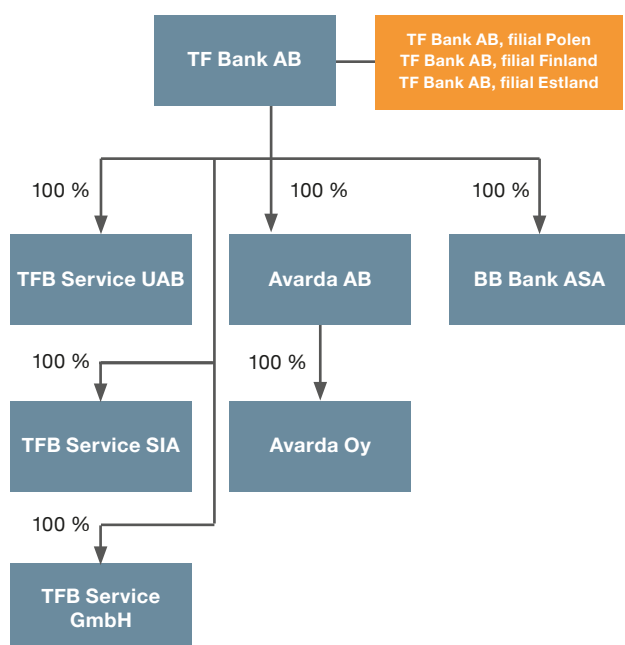 TF Bank AB
TF Bank AB, filial Polen
TF Bank AB, filial Finland
TF Bank AB, filial Estland
100 %
100 %
100 %
TFB Service UAB
Avarda AB
BB Bank ASA
100 %
100 %
TFB Service SIA
Avarda Oy
100 %
TFB Service
GmbH